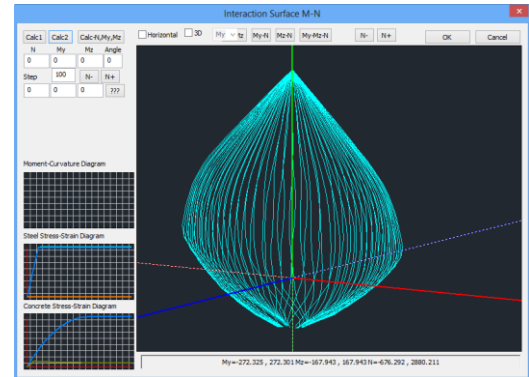 Interaction Surface M-N
Calc1 Calc2 Calc-N,My,Mz
Horizontal 3D My tz My-N Mz-N My-Mz-N N- N+ OK Cancel
N My Mz Angle
0 0 0 0
Step 100 N- N+
0 0 0 ???
Moment-Curvature Diagram
Steel Stress-Strain Diagram
Concrete Stress-Strain Diagram
My=-272.325 , 272.301 Mz=-167.943 , 167.943 N=-676.292 , 2880.211